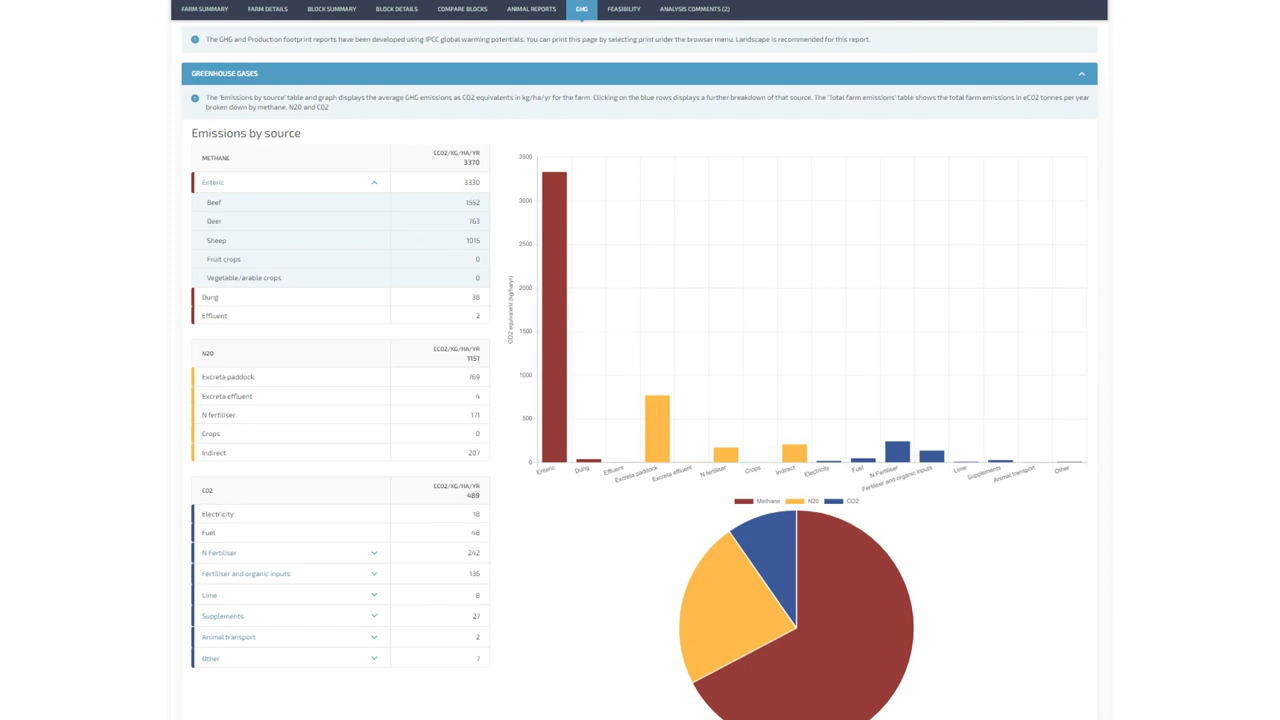 FARM SUMMARY FARM DETAILS BLOCK SUMMARY BLOCK DETAILS COMPARE BLOCKS ANIMAL REPORTS GHG FEASIBILITY ANALYSIS COMMENTS (2)
The GHG and Production footprint reports have been developed using IPCC global warming potentials. You can print this page by selecting print under the browser menu. Landscape is recommended for this report.
GREENHOUSE GASES
The 'Emissions by source' table and graph displays the average GHG emissions as CO2 equivalents in kg/ha/yr for the farm. Clicking on the blue rows displays a further breakdown of that source. The 'Total farm emissions' table shows the total farm emissions in eCO2 tonnes per year
broken down by methane, N2O and CO2
Emissions by source
METHANE ECO2/KG/HA/YR
3370
Enteric 3330
Beef 1552
Deer 763
Sheep 1015
Fruit crops 0
Vegetable/arable crops 0
Dung 38
Effluent 2
N2O ECO2/KG/HA/YR
1151
Excreta paddock 769
Excreta effluent 4
N fertiliser 171
Crops 0
Indirect 207
CO2 ECO2/KG/HA/YR
489
Electricity 18
Fuel 48
N Fertiliser 242
Fertiliser and organic inputs 136
Lime 8
Supplements 27
Animal transport 2
Other 7
CO2 equivalent (kg/ha/yr)
3500
3000
2500
2000
1500
1000
500
0
Enteric Dung Effluent Excreta paddock Excreta effluent N fertiliser Crops Indirect Electricity Fuel N Fertiliser Fertiliser and organic inputs Lime Supplements Animal transport Other
Methane N20 CO2